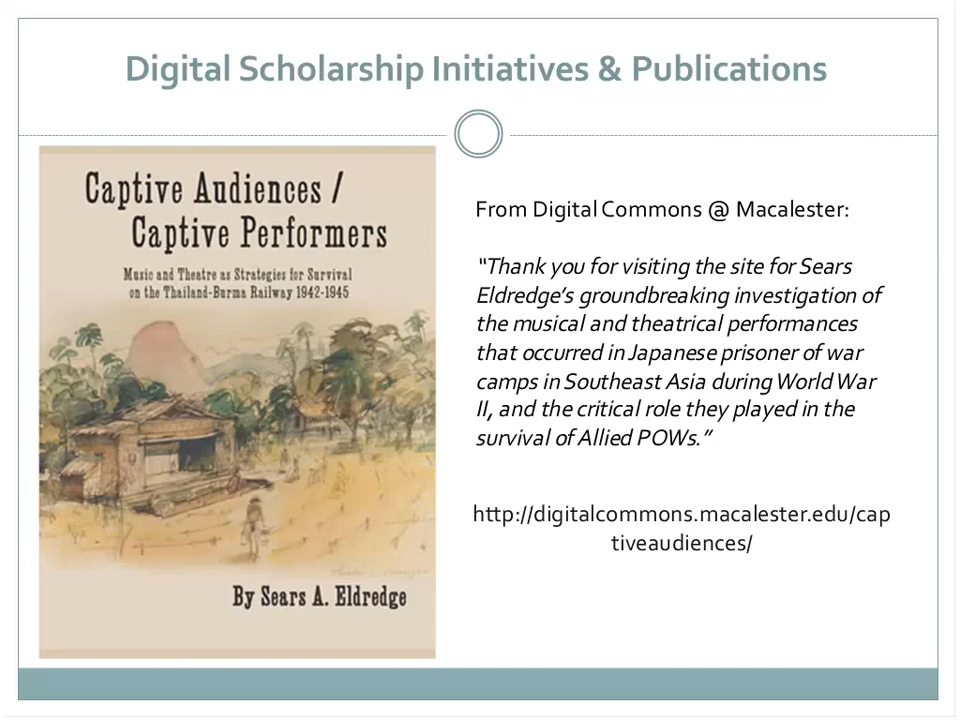 Digital Scholarship Initiatives & Publications
Captive Audiences /
Captive Performers
Music and Theatre as Strategies for Survival
on the Thailand-Burma Railway 1942-1945
By Sears A. Eldredge
From Digital Commons @ Macalester:
“Thank you for visiting the site for Sears
Eldredge’s groundbreaking investigation of
the musical and theatrical performances
that occurred in Japanese prisoner of war
camps in Southeast Asia during World War
II, and the critical role they played in the
survival of Allied POWs.”
http://digitalcommons.macalester.edu/cap
tiveaudiences/